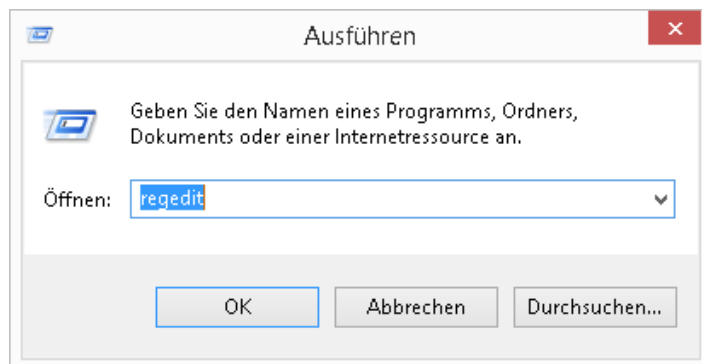 Ausführen
Geben Sie den Namen eines Programms, Ordners,
Dokuments oder einer Internetressource an.
Öffnen: regedit
OK Abbrechen Durchsuchen...